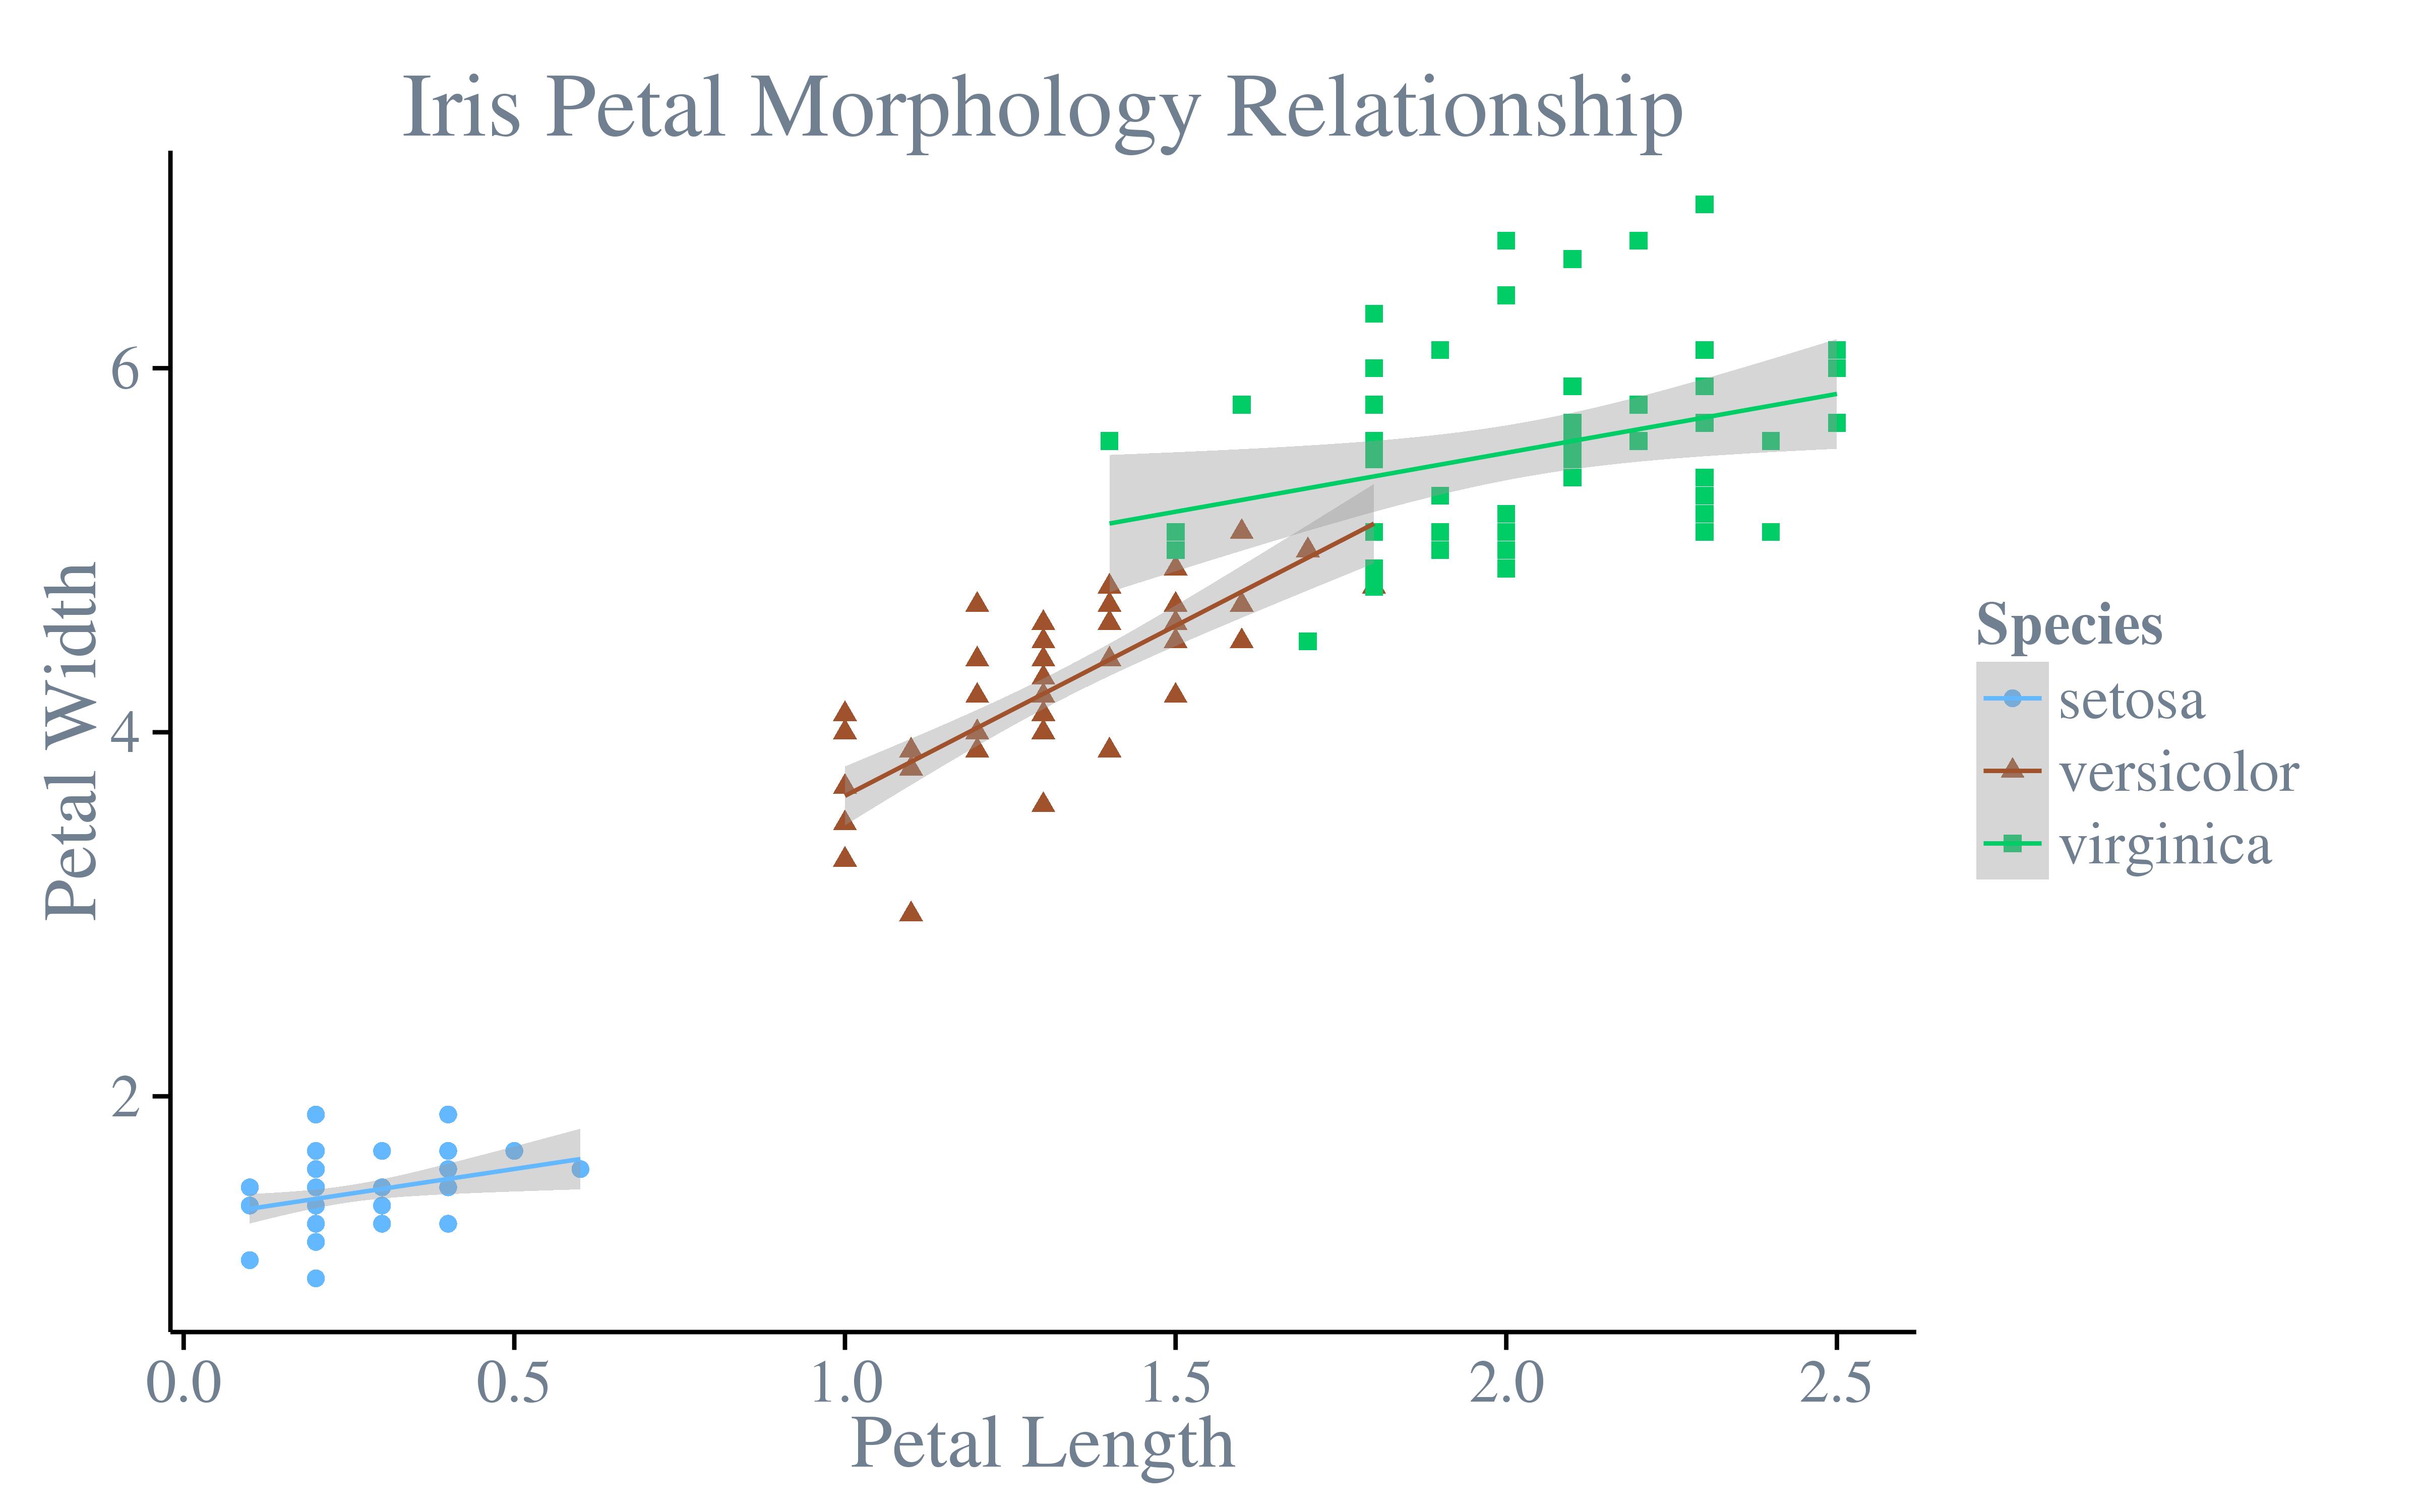 Iris Petal Morphology Relationship
Petal Width
6
4
2
0.0 0.5 1.0 1.5 2.0 2.5
Petal Length
Species
setosa
versicolor
virginica